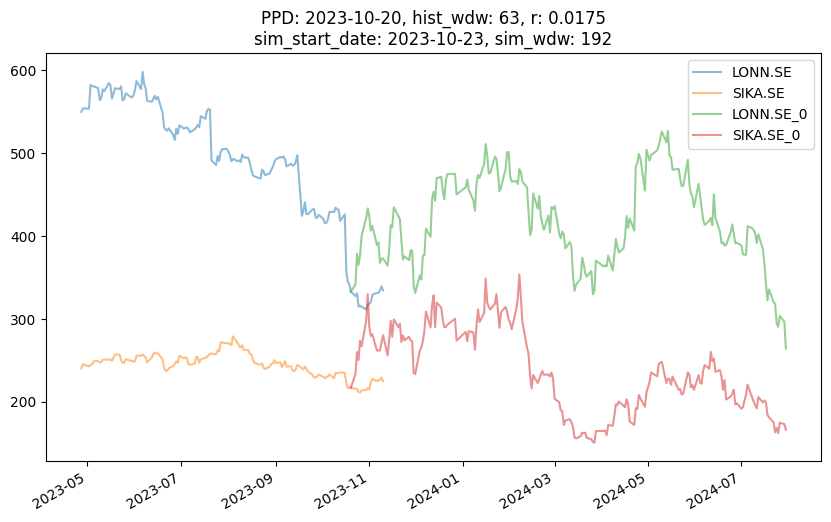 PPD: 2023-10-20, hist_wdw: 63, r: 0.0175
sim_start_date: 2023-10-23, sim_wdw: 192
LONN.SE
SIKA.SE
LONN.SE_0
SIKA.SE_0
600
500
400
300
200
2023-05
2023-07
2023-09
2023-11
2024-01
2024-03
2024-05
2024-07